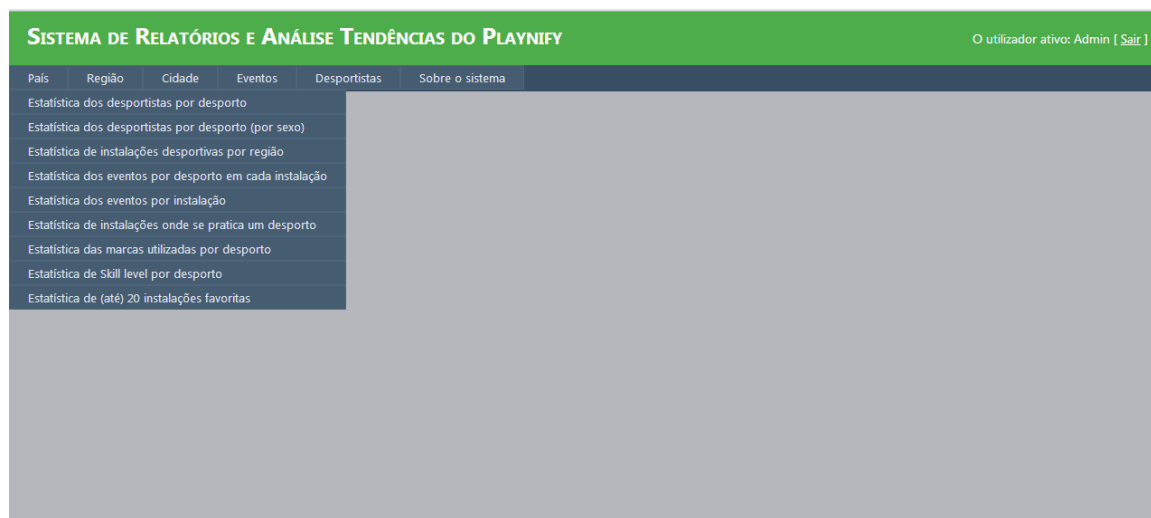 Sistema de Relatórios e Análise Tendências do Playnify
O utilizador ativo: Admin [ Sair ]
País Região Cidade Eventos Desportistas Sobre o sistema
Estatística dos desportistas por desporto
Estatística dos desportistas por desporto (por sexo)
Estatística de instalações desportivas por região
Estatística dos eventos por desporto em cada instalação
Estatística dos eventos por instalação
Estatística de instalações onde se pratica um desporto
Estatística das marcas utilizadas por desporto
Estatística de Skill level por desporto
Estatística de (até) 20 instalações favoritas